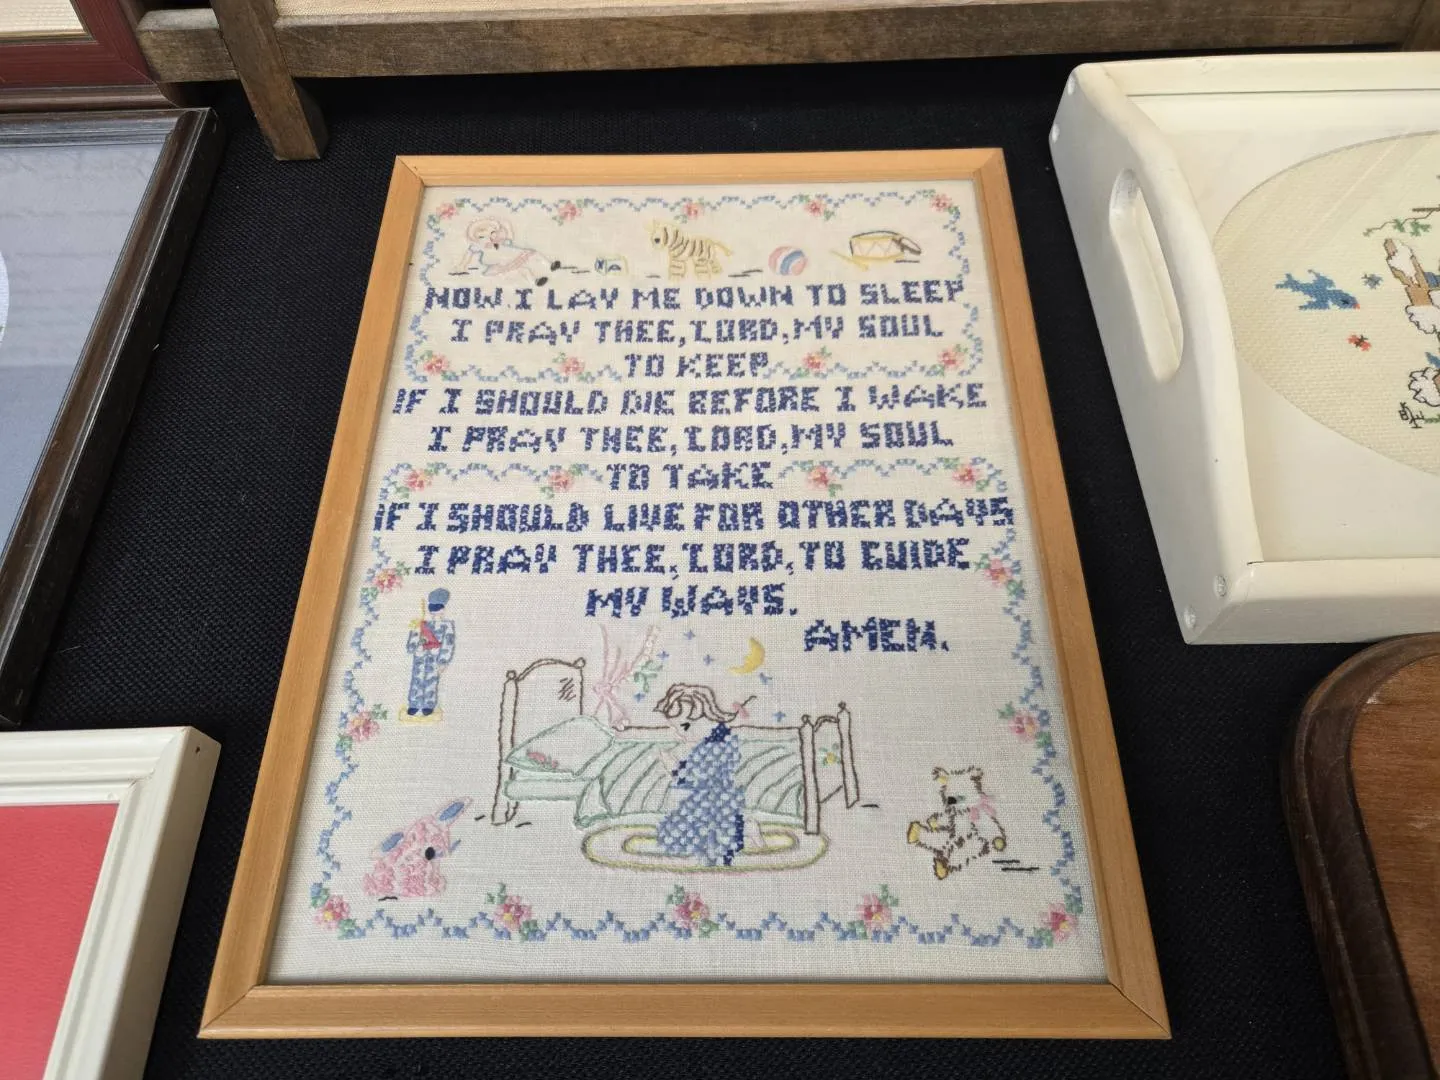 NOW I LAY ME DOWN TO SLEEP
I PRAY THEE, LORD, MY SOUL
TO KEEP
IF I SHOULD DIE BEFORE I WAKE
I PRAY THEE, LORD, MY SOUL
TO TAKE
IF I SHOULD LIVE FOR OTHER DAYS
I PRAY THEE, LORD, TO GUIDE
MY WAYS.
AMEN.